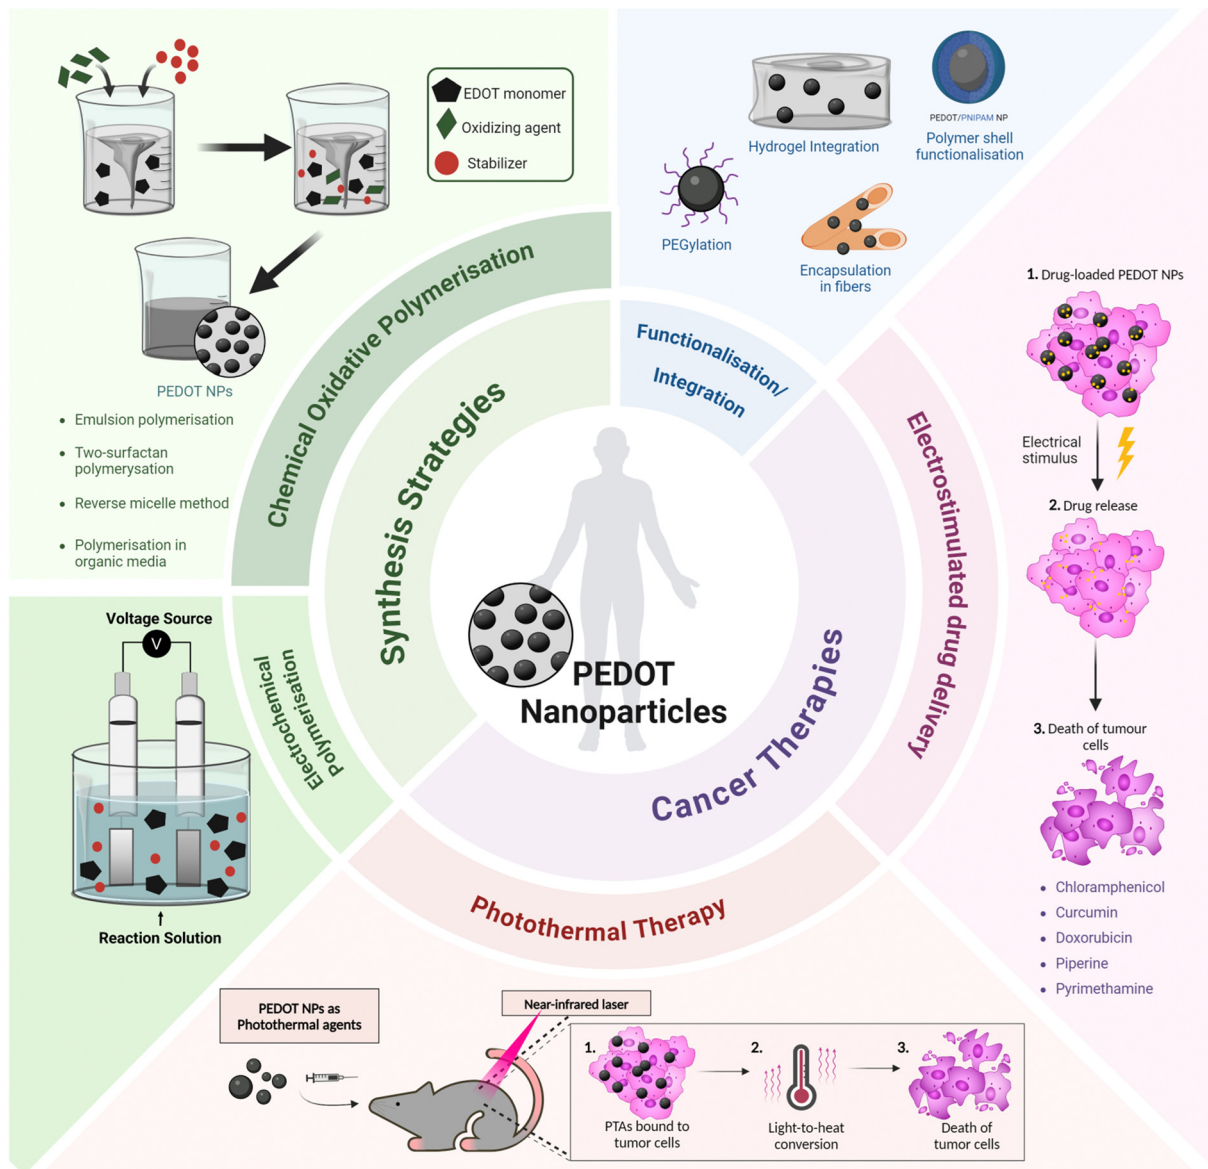 EDOT monomer
Oxidizing agent
Stabilizer
PEDOT NPs
• Emulsion polymerisation
• Two-surfactan
polymerysation
• Reverse micelle method
• Polymerisation in
organic media
Chemical Oxidative Polymerisation
Synthesis Strategies
Electrochemical
Polymerisation
Voltage Source
V
Reaction Solution
Hydrogel Integration
PEDOT/PNIPAM NP
Polymer shell
functionalisation
PEGylation
Encapsulation
in fibers
Functionalisation/
Integration
PEDOT
Nanoparticles
Cancer Therapies
Electrostimulated drug delivery
1. Drug-loaded PEDOT NPs
Electrical
stimulus
2. Drug release
3. Death of tumour
cells
• Chloramphenicol
• Curcumin
• Doxorubicin
• Piperine
• Pyrimethamine
Photothermal Therapy
PEDOT NPs as
Photothermal agents
Near-infrared laser
1.
PTAs bound to
tumor cells
2.
Light-to-heat
conversion
3.
Death of
tumor cells